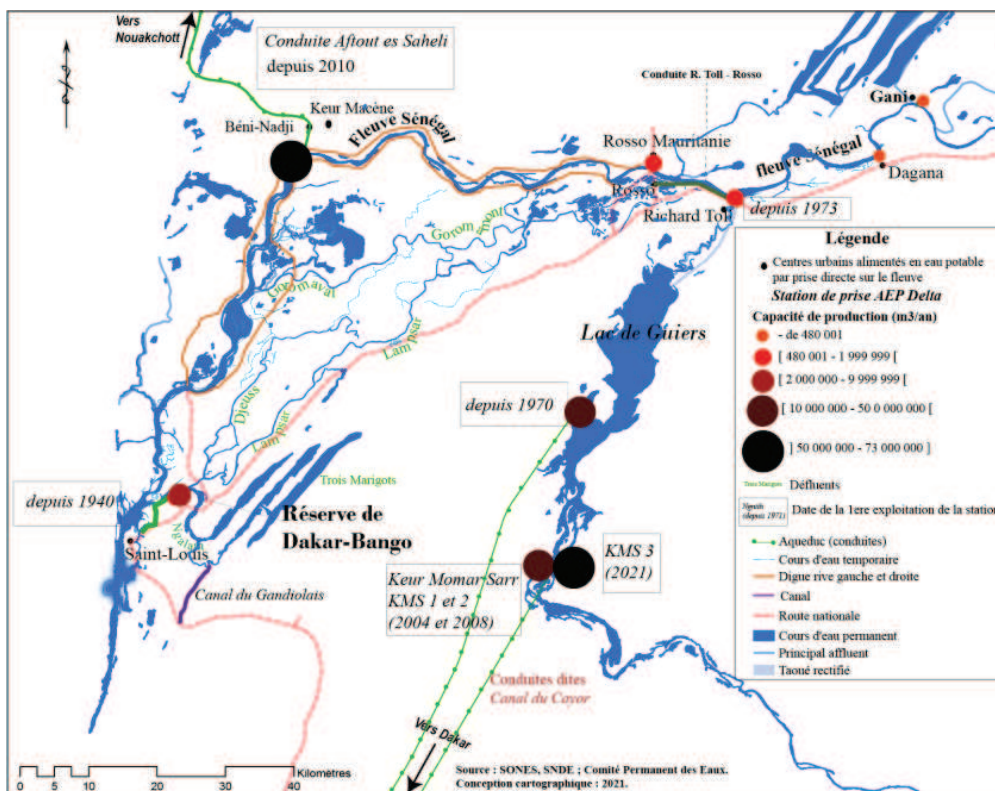 Vers
Nouakchott
Conduite Aftout es Saheli
depuis 2010
Keur Macène
Béni-Nadji
Fleuve Sénégal
Conduite R. Toll - Rosso
Gani
Rosso Mauritanie
fleuve Sénégal
Dagana
Rosso
Richard Toll
depuis 1973
Gorom amont
Goromaval
Lampsar
Djeuss
Lampsar
Lac de Guiers
depuis 1970
depuis 1940
Trois Marigots
Réserve de
Dakar-Bango
Saint-Louis
Ngalam
Canal du Gandiolais
KMS 3
(2021)
Keur Momar Sarr
KMS 1 et 2
(2004 et 2008)
Conduites dites
Canal du Cayor
Vers Dakar
Légende
Centres urbains alimentés en eau potable
par prise directe sur le fleuve
Station de prise AEP Delta
Capacité de production (m3/an)
- de 480 001
[ 480 001 - 1 999 999 [
[ 2 000 000 - 9 999 999 [
[ 10 000 000 - 50 0 000 000 [
] 50 000 000 - 73 000 000 ]
Trois Marigots Défluents
(depuis 1971) Date de la 1ere exploitation de la station
Aqueduc (conduites)
Cours d'eau temporaire
Digue rive gauche et droite
Canal
Route nationale
Cours d'eau permanent
Principal affluent
Taoué rectifié
Kilomètres
0 5 10 20 30 40
Source : SONES, SNDE ; Comité Permanent des Eaux.
Conception cartographique : 2021.